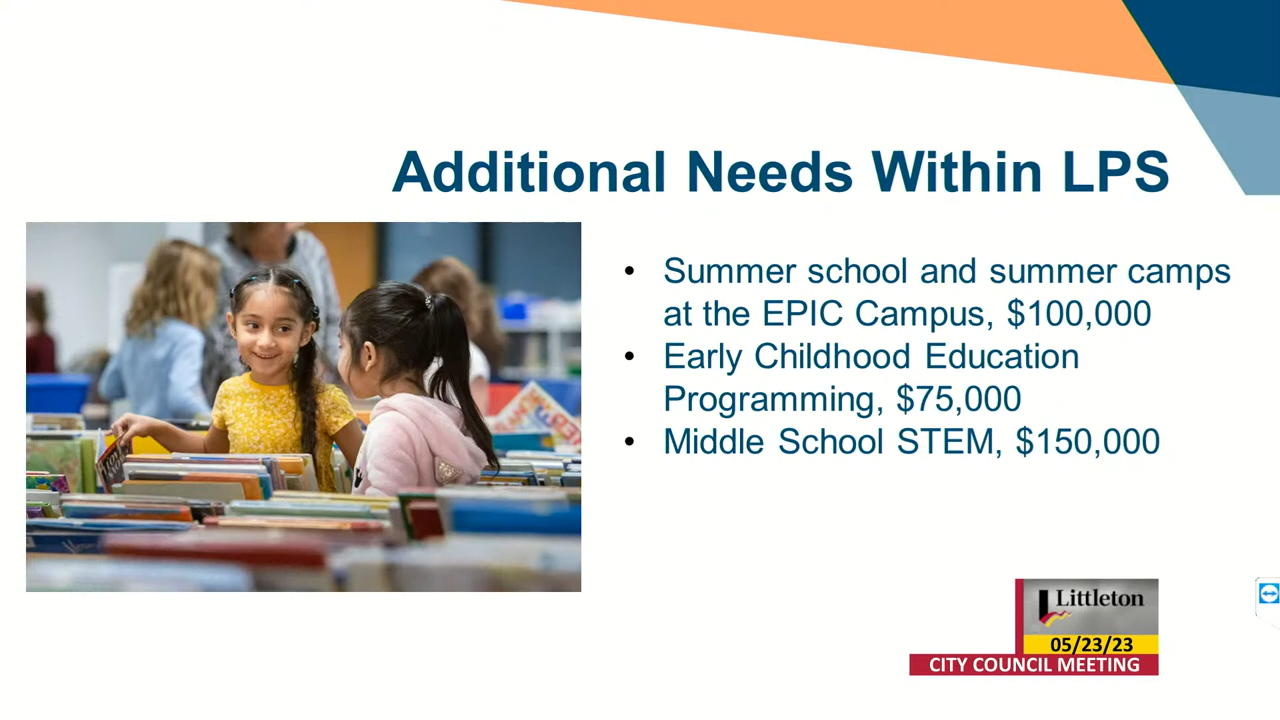 Additional Needs Within LPS
• Summer school and summer camps
at the EPIC Campus, $100,000
• Early Childhood Education
Programming, $75,000
• Middle School STEM, $150,000
Littleton
05/23/23
CITY COUNCIL MEETING